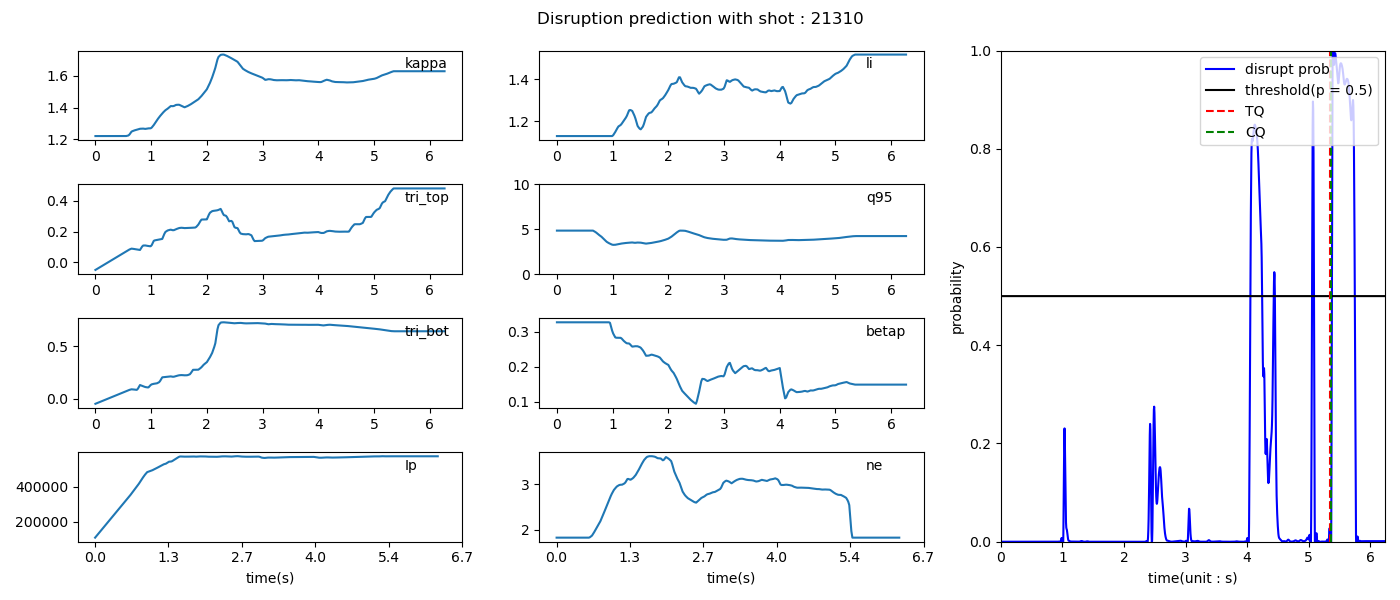 Disruption prediction with shot : 21310
kappa
1.6
1.4
1.2
0 1 2 3 4 5 6
li
1.4
1.2
0 1 2 3 4 5 6
tri_top
0.4
0.2
0.0
0 1 2 3 4 5 6
q95
10
5
0
0 1 2 3 4 5 6
tri_bot
0.5
0.0
0 1 2 3 4 5 6
betap
0.3
0.2
0.1
0 1 2 3 4 5 6
Ip
400000
200000
0.0 1.3 2.7 4.0 5.4 6.7
time(s)
ne
3
2
0.0 1.3 2.7 4.0 5.4 6.7
time(s)
disrupt prob
threshold(p = 0.5)
TQ
CQ
1.0
0.8
0.6
0.4
0.2
0.0
probability
0 1 2 3 4 5 6
time(unit : s)